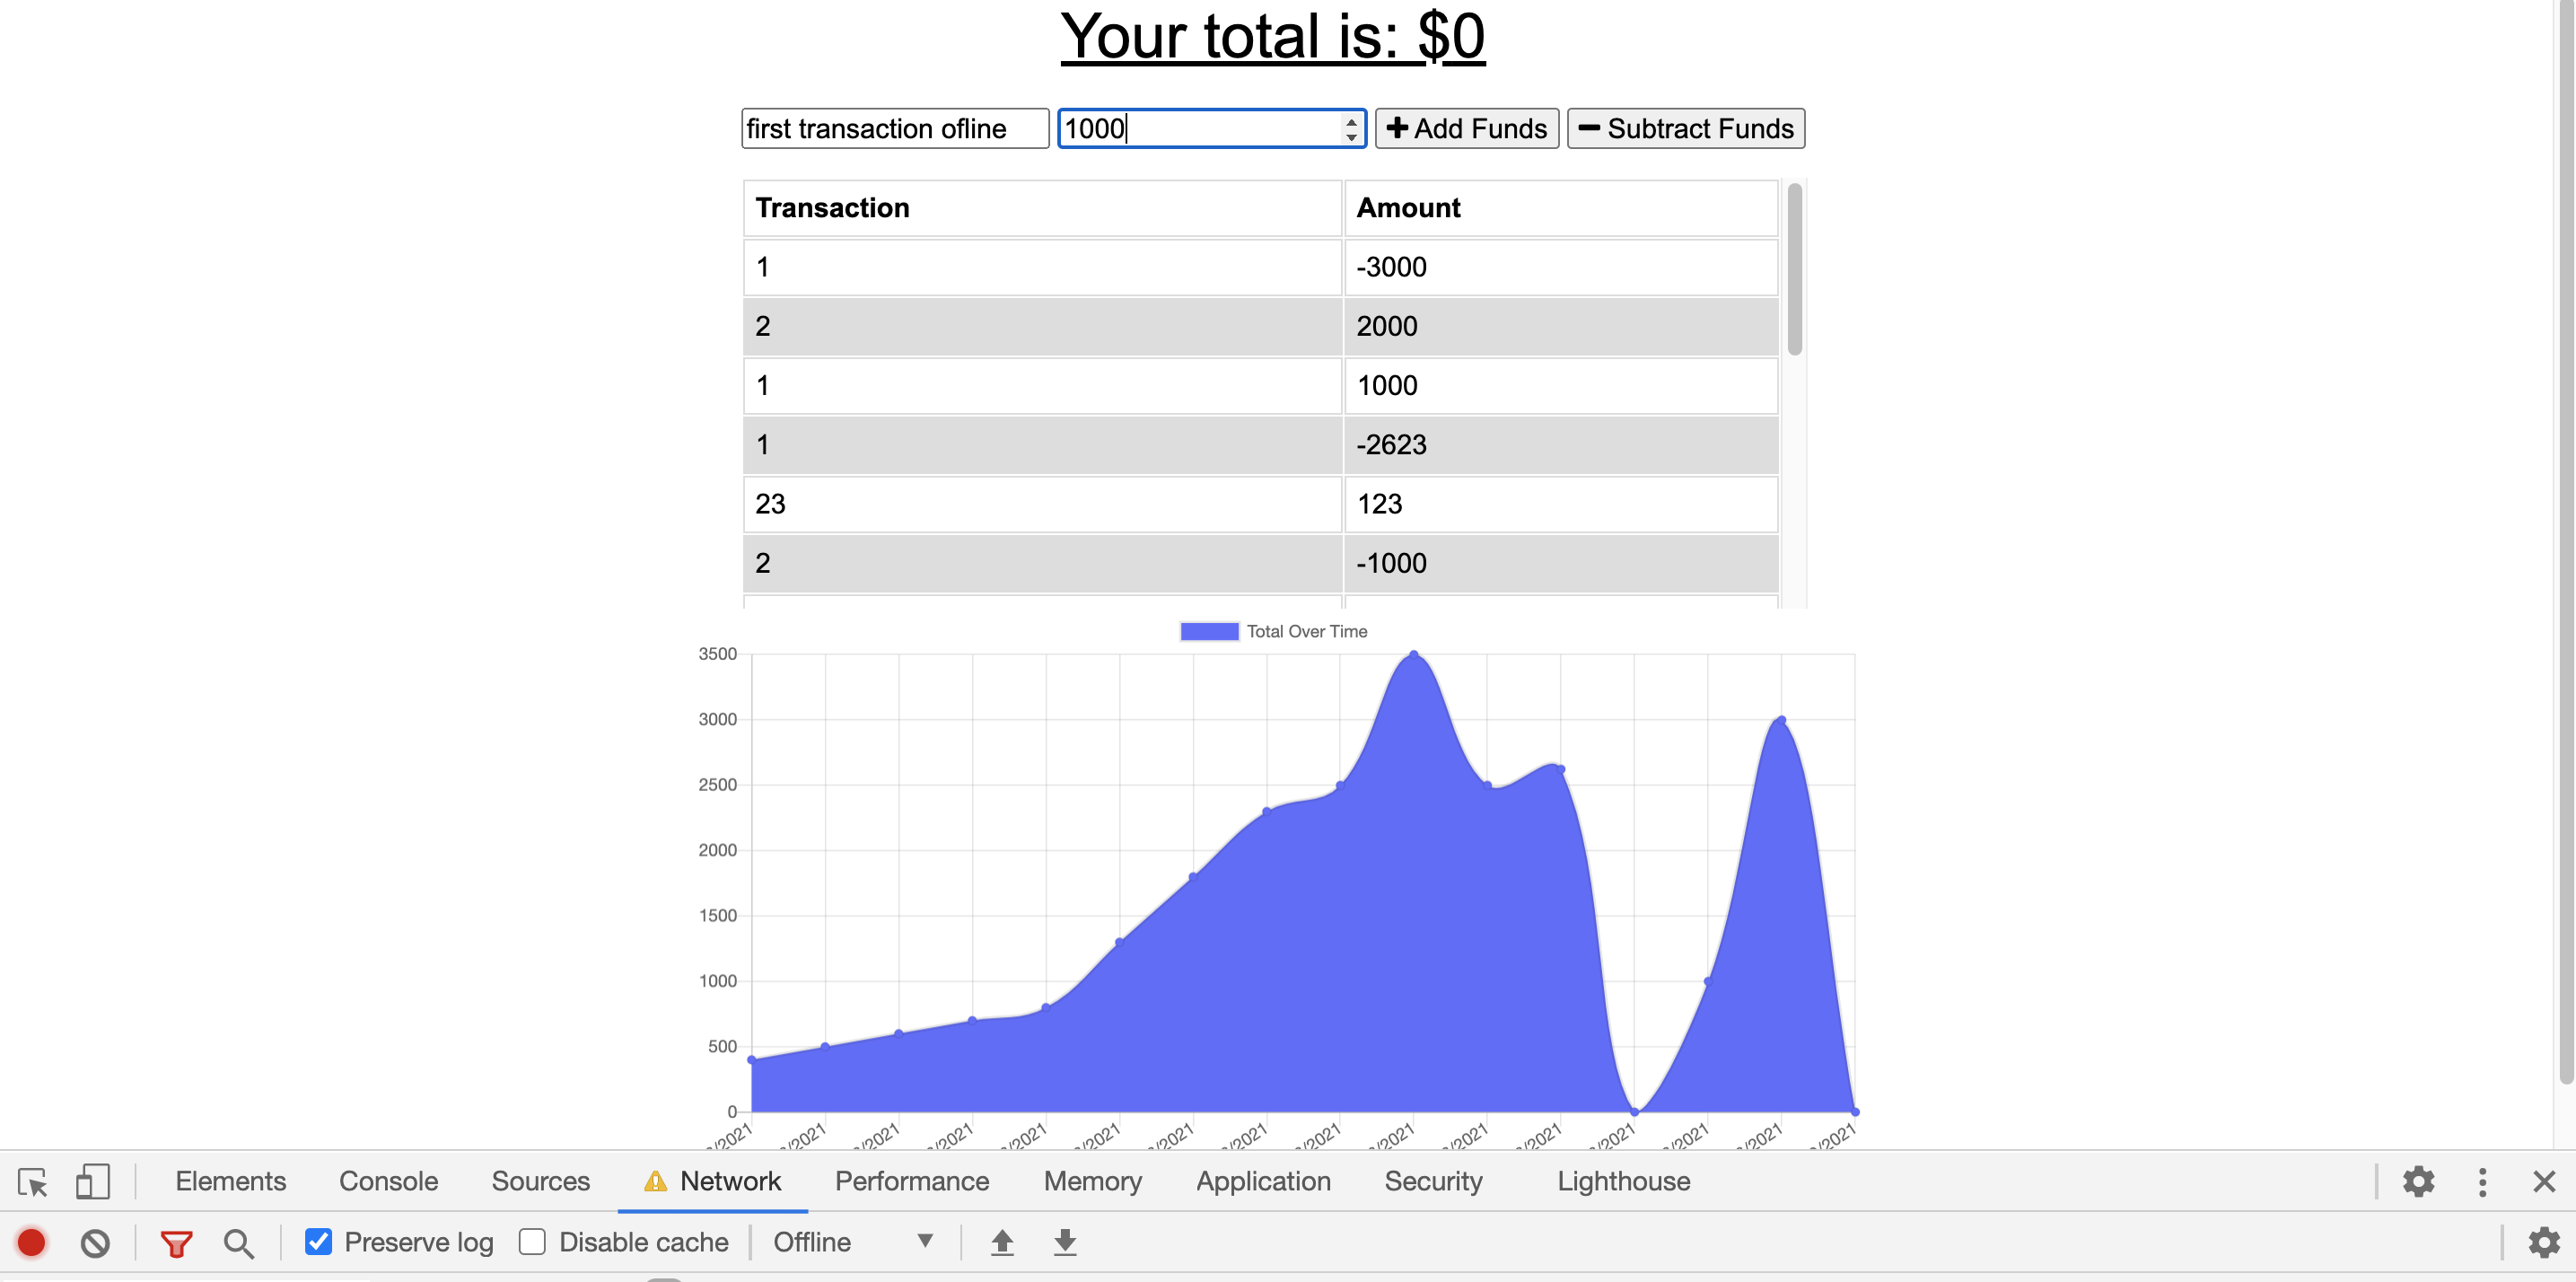 Your total is: $0
first transaction ofline 1000 Add Funds Subtract Funds
Transaction Amount
1 -3000
2 2000
1 1000
1 -2623
23 123
2 -1000
Total Over Time
3500
3000
2500
2000
1500
1000
500
0
/2021 /2021 /2021 /2021 /2021 /2021 /2021 /2021 /2021 /2021 /2021 /2021 /2021 /2021 /2021 /2021
Elements Console Sources Network Performance Memory Application Security Lighthouse
Preserve log Disable cache Offline